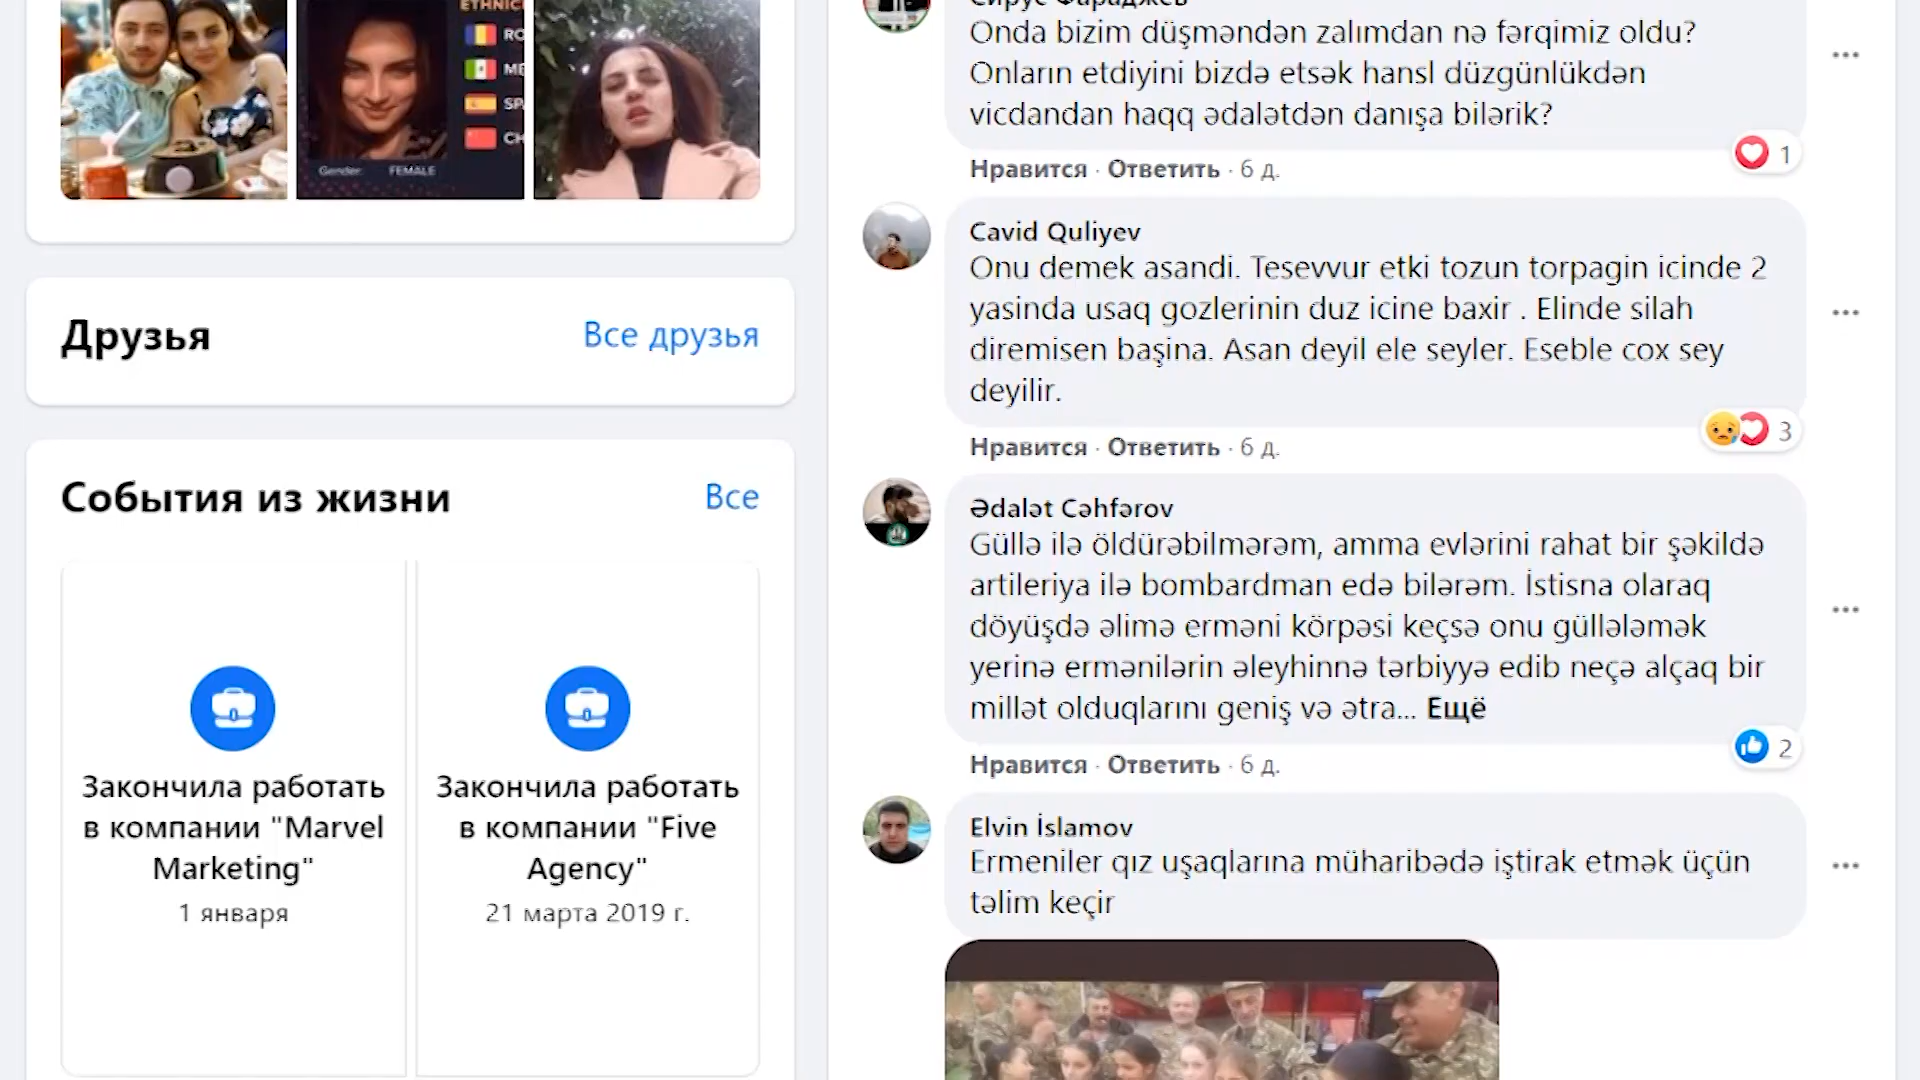 ETHNICI
RO
ME
SPA
CH
Gender: FEMALE
Друзья
Все друзья
События из жизни
Все
Закончила работать
в компании "Marvel
Marketing"
1 января
Закончила работать
в компании "Five
Agency"
21 марта 2019 г.
Сирус Фараджев
Onda bizim düşməndən zalımdan nə fərqimiz oldu?
Onların etdiyini bizdə etsək hansl düzgünlükdən
vicdandan haqq ədalətdən danışa bilərik?
1
Нравится · Ответить · 6 д.
Cavid Quliyev
Onu demek asandi. Tesevvur etki tozun torpagin icinde 2
yasinda usaq gozlerinin duz icine baxir . Elinde silah
diremisen başina. Asan deyil ele seyler. Eseble cox sey
deyilir.
3
Нравится · Ответить · 6 д.
Ədalət Cəhfərov
Güllə ilə öldürəbilmərəm, amma evlərini rahat bir şəkildə
artileriya ilə bombardman edə bilərəm. İstisna olaraq
döyüşdə əlimə erməni körpəsi keçsə onu güllələmək
yerinə ermənilərin əleyhinnə tərbiyyə edib neçə alçaq bir
millət olduqlarını geniş və ətra... Ещё
2
Нравится · Ответить · 6 д.
Elvin İslamov
Ermeniler qız uşaqlarına müharibədə iştirak etmək üçün
təlim keçir